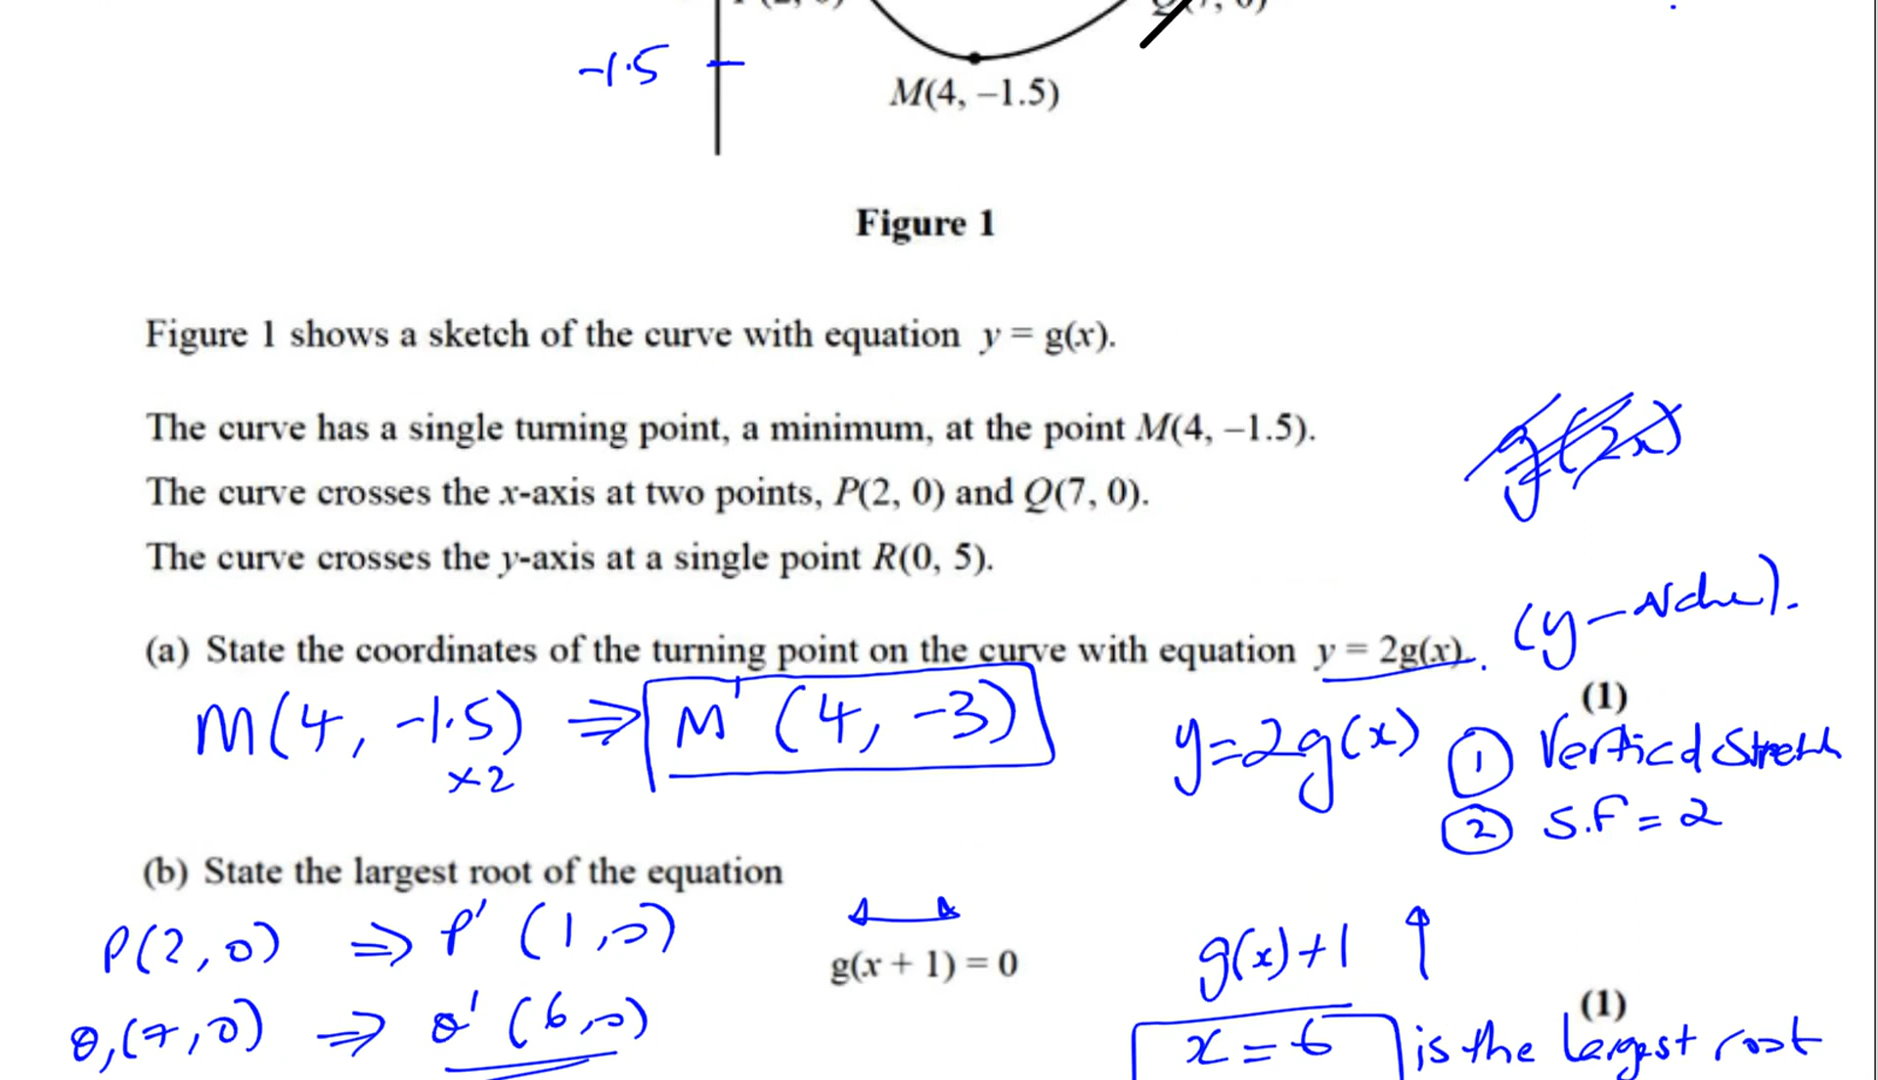 -1.5
M(4, −1.5)
Figure 1
Figure 1 shows a sketch of the curve with equation y = g(x).
The curve has a single turning point, a minimum, at the point M(4, −1.5).
The curve crosses the x-axis at two points, P(2, 0) and Q(7, 0).
The curve crosses the y-axis at a single point R(0, 5).
g(2x)
(y-
(a) State the coordinates of the turning point on the curve with equation y = 2g(x).
(1)
M(4, -1.5) ⇒ M' (4, -3)
×2
y=2g(x) ① Vertical Stretch
② S.F = 2
(b) State the largest root of the equation
P(2,0) ⇒ P' (1,0)
g(x + 1) = 0
g(x)+1 ↑
(1)
Q,(7,0) ⇒ Q' (6,0)
x = 6 is the largest root